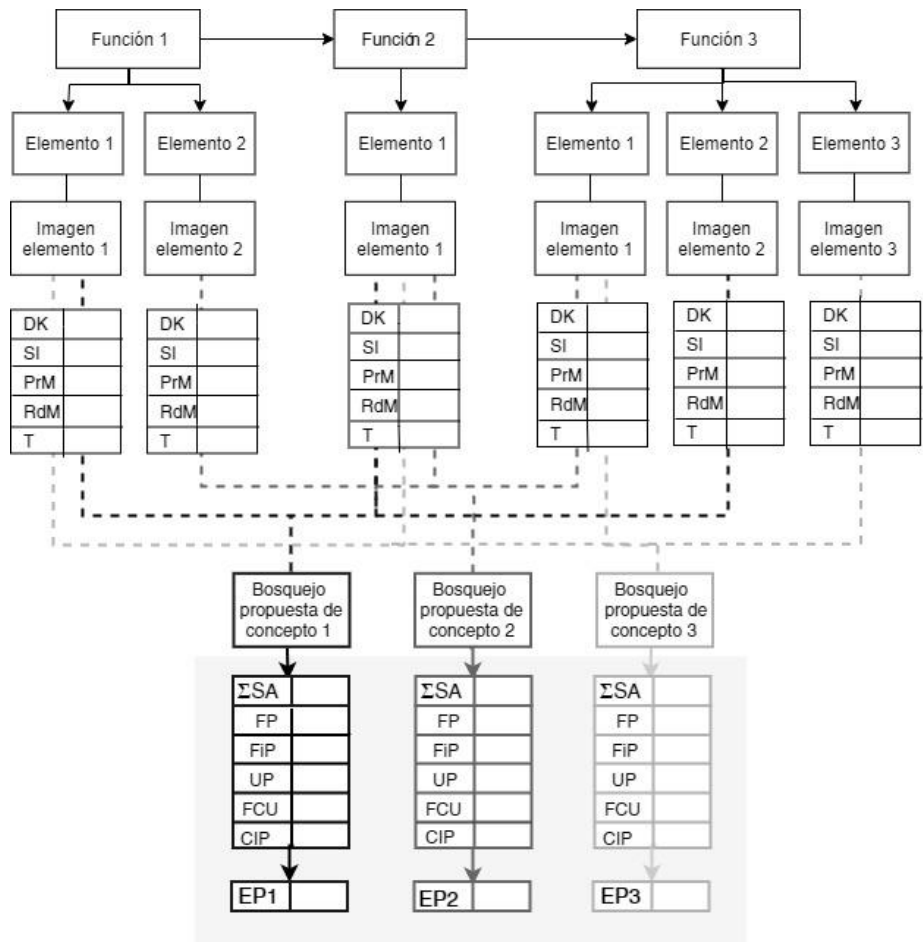 Función 1
Función 2
Función 3
Elemento 1
Elemento 2
Elemento 1
Elemento 1
Elemento 2
Elemento 3
Imagen
elemento 1
Imagen
elemento 2
Imagen
elemento 1
Imagen
elemento 1
Imagen
elemento 2
Imagen
elemento 3
DK
SI
PrM
RdM
T
DK
SI
PrM
RdM
T
DK
SI
PrM
RdM
T
DK
SI
PrM
RdM
T
DK
SI
PrM
RdM
T
DK
SI
PrM
RdM
T
Bosquejo
propuesta de
concepto 1
Bosquejo
propuesta de
concepto 2
Bosquejo
propuesta de
concepto 3
ΣSA
FP
FiP
UP
FCU
CIP
EP1
ΣSA
FP
FiP
UP
FCU
CIP
EP2
ΣSA
FP
FiP
UP
FCU
CIP
EP3